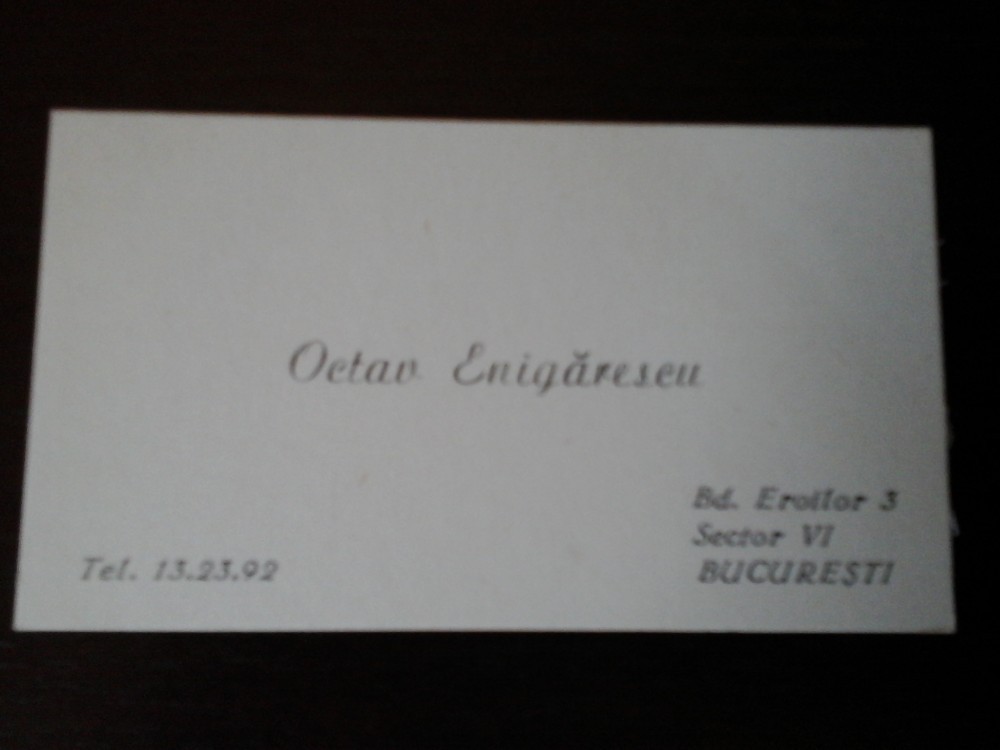 Octav Enigărescu
Bd. Eroilor 3
Sector VI
BUCUREȘTI
Tel. 13.23.92